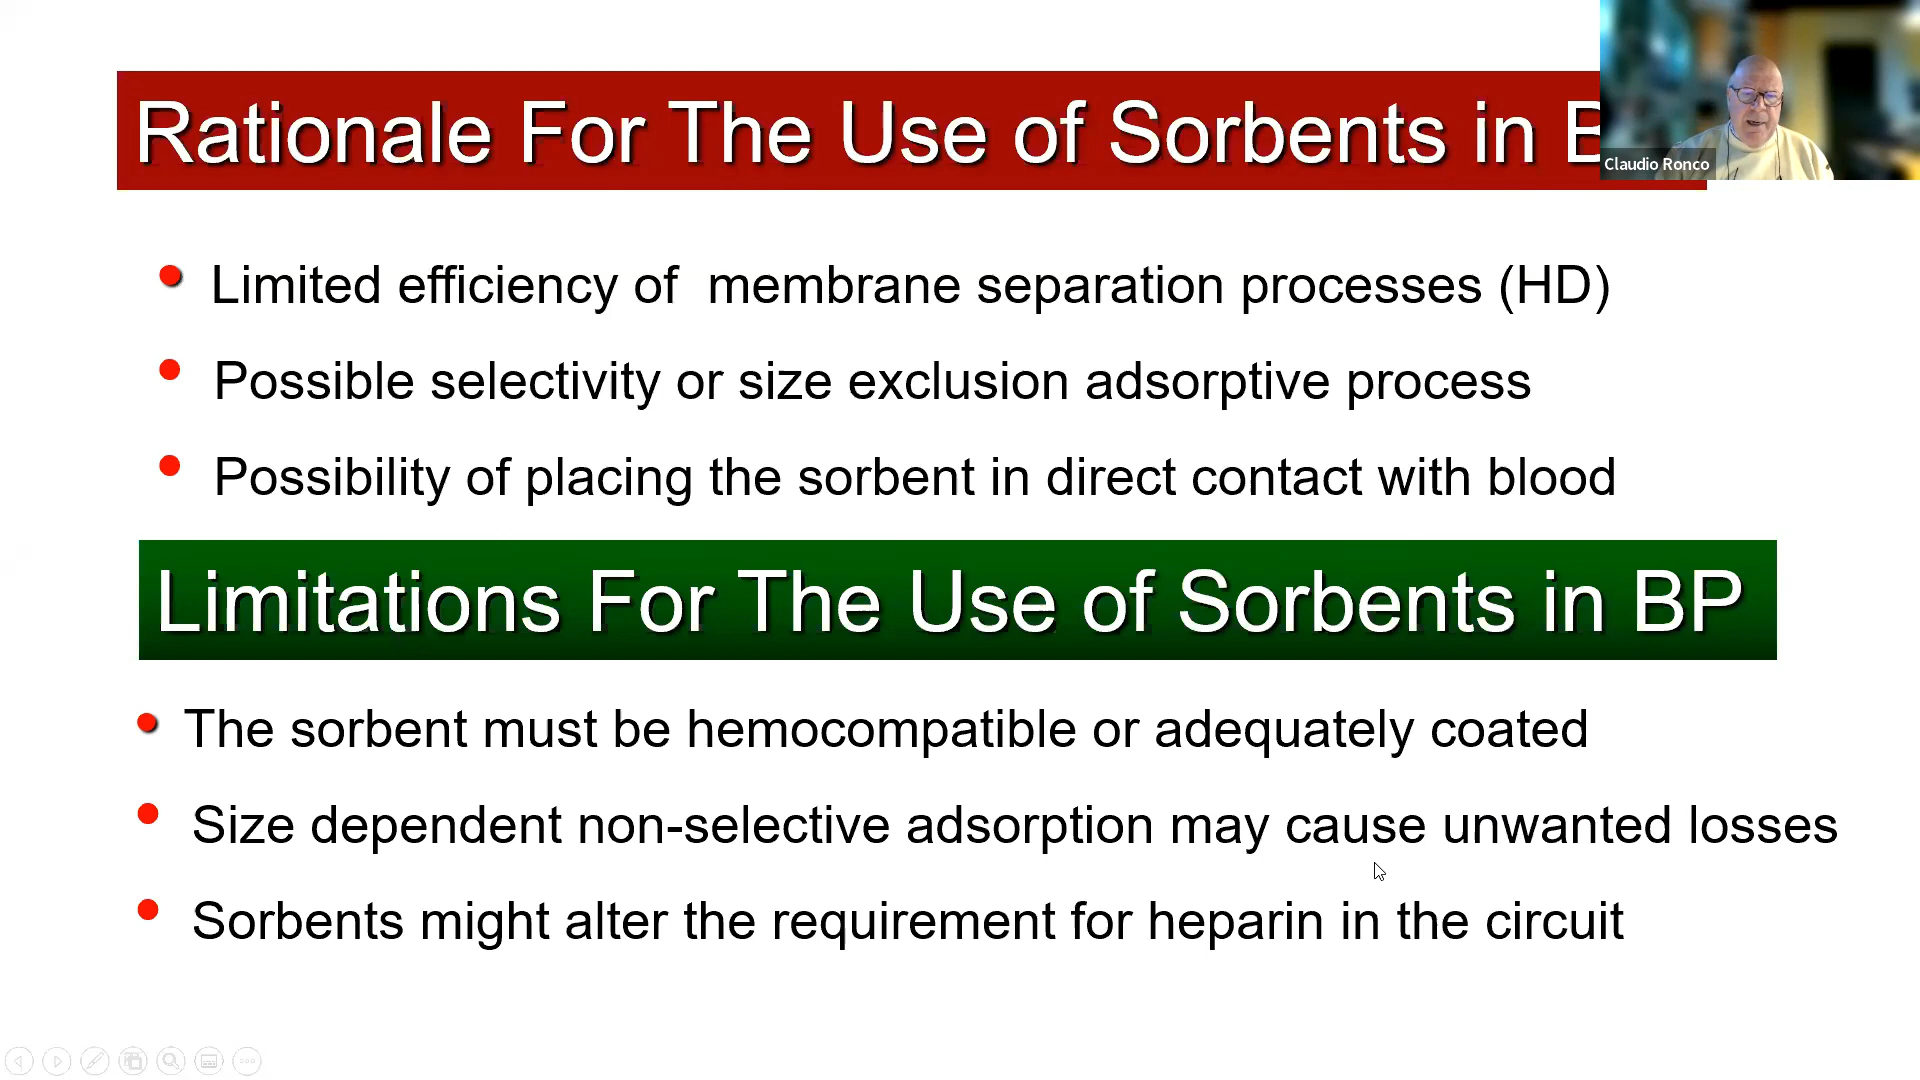 Rationale For The Use of Sorbents in
Claudio Ronco
• Limited efficiency of membrane separation processes (HD)
• Possible selectivity or size exclusion adsorptive process
• Possibility of placing the sorbent in direct contact with blood
Limitations For The Use of Sorbents in BP
• The sorbent must be hemocompatible or adequately coated
• Size dependent non-selective adsorption may cause unwanted losses
• Sorbents might alter the requirement for heparin in the circuit